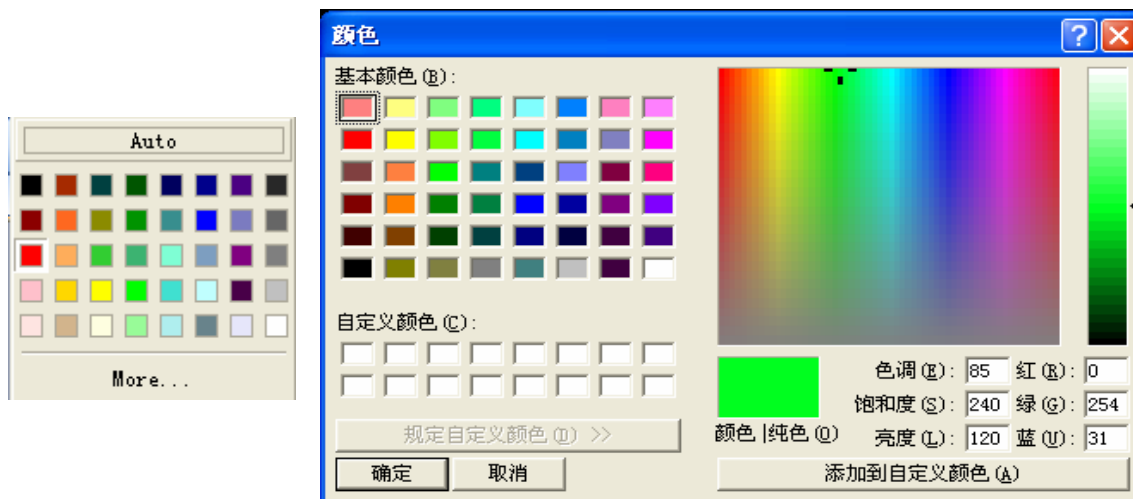 Auto
More...
颜色
基本颜色(B):
自定义颜色(C):
规定自定义颜色(D) >>
确定
取消
颜色|纯色(O)
色调(E): 85 红(R): 0
饱和度(S): 240 绿(G): 254
亮度(L): 120 蓝(U): 31
添加到自定义颜色(A)